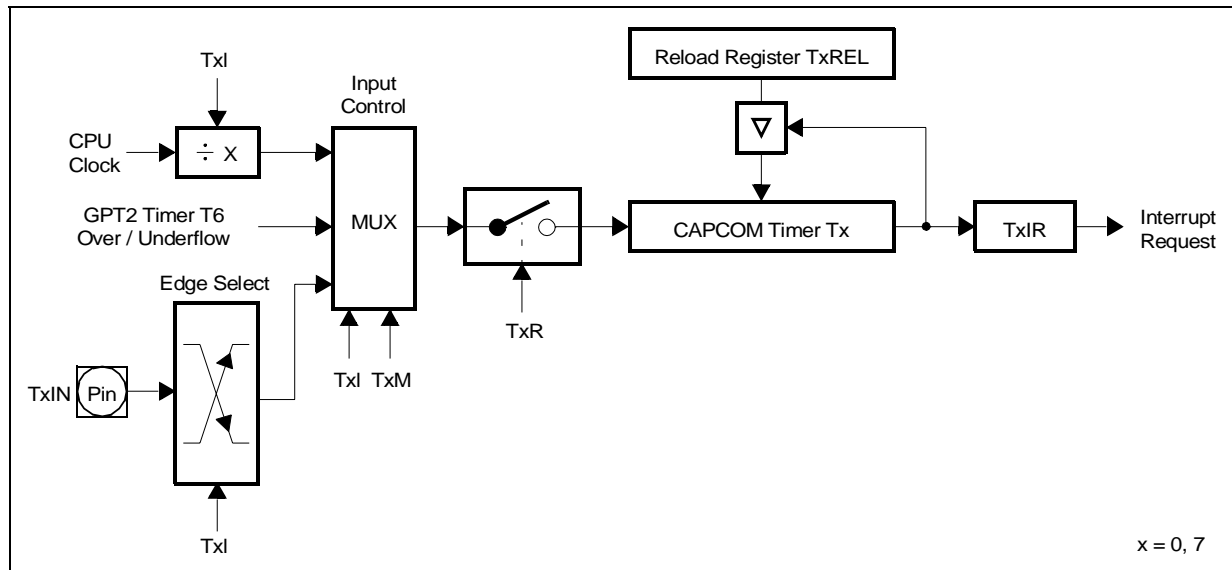 TxI
Reload Register TxREL
Input
Control
CPU
Clock
÷ X
GPT2 Timer T6
Over / Underflow
MUX
CAPCOM Timer Tx
TxIR
Interrupt
Request
Edge Select
TxR
TxI TxM
TxIN
Pin
TxI
x = 0, 7